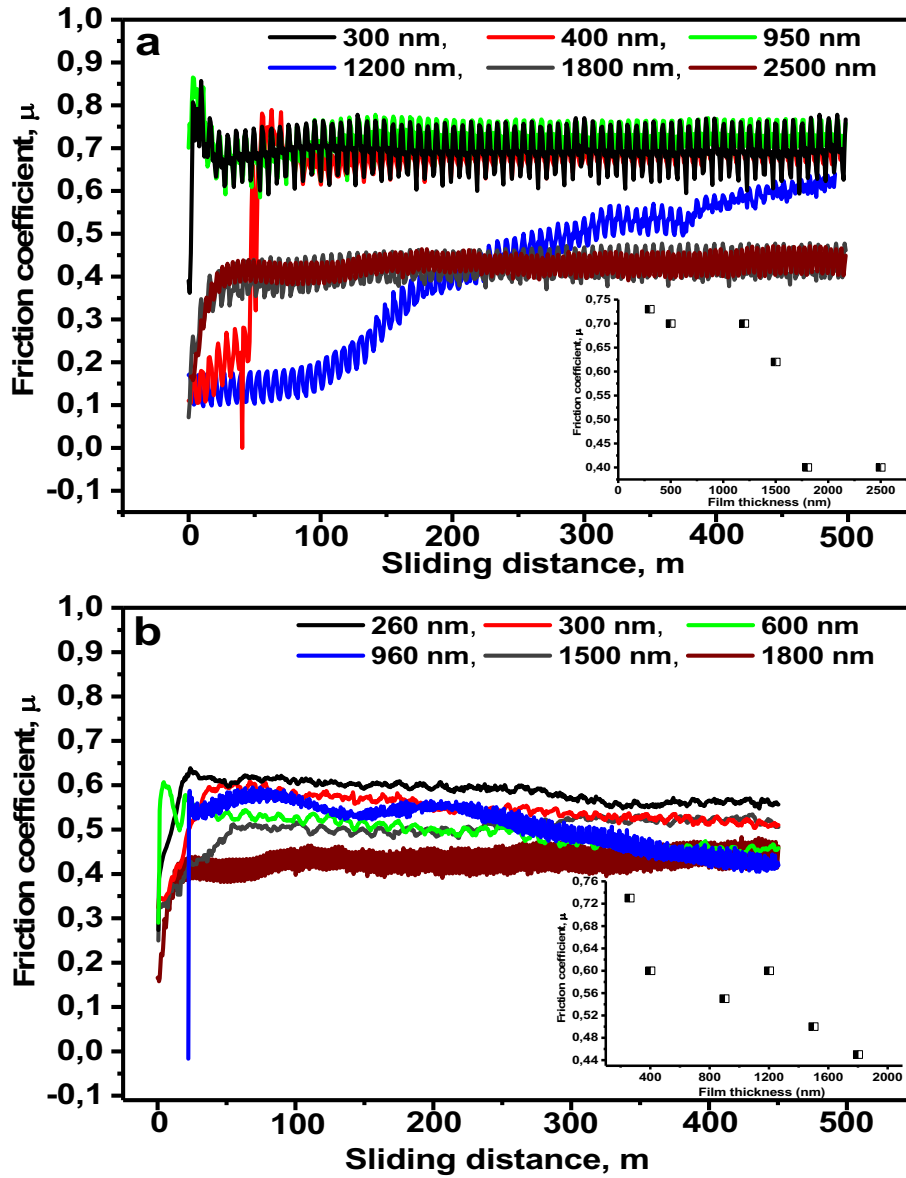 a
300 nm, 400 nm, 950 nm
1200 nm, 1800 nm, 2500 nm
Friction coefficient, μ
1,0
0,9
0,8
0,7
0,6
0,5
0,4
0,3
0,2
0,1
0,0
-0,1
0 100 200 300 400 500
Sliding distance, m
Friction coefficient, μ
0,75
0,70
0,65
0,60
0,55
0,50
0,45
0,40
0 500 1000 1500 2000 2500
Film thickness (nm)
b
260 nm, 300 nm, 600 nm
960 nm, 1500 nm, 1800 nm
Friction coefficient, μ
1,0
0,9
0,8
0,7
0,6
0,5
0,4
0,3
0,2
0,1
0,0
-0,1
0 100 200 300 400 500
Sliding distance, m
Friction coefficient, μ
0,76
0,72
0,68
0,64
0,60
0,56
0,52
0,48
0,44
400 800 1200 1600 2000
Film thickness (nm)